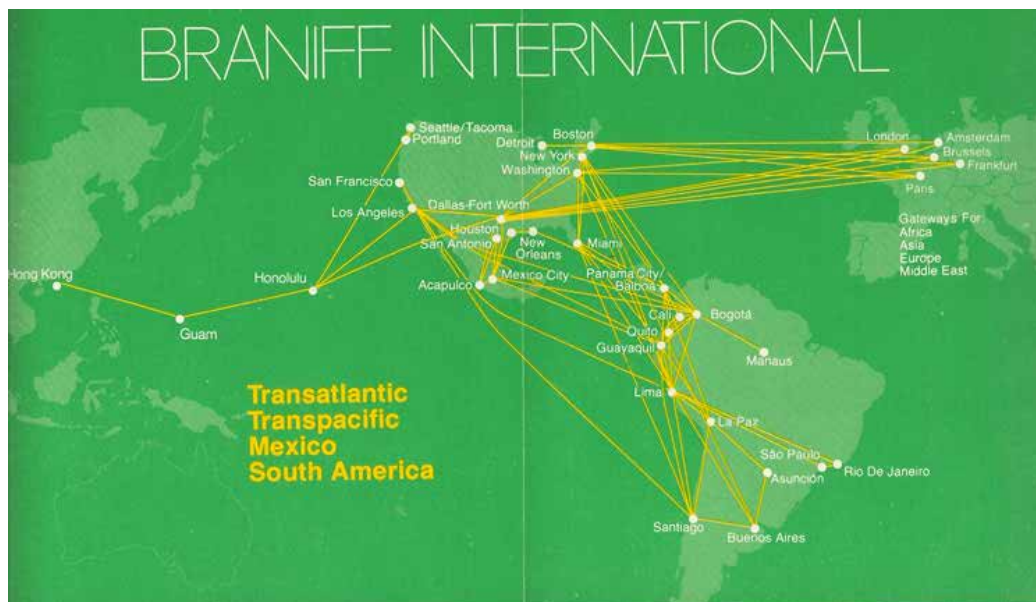 BRANIFF INTERNATIONAL
Seattle/Tacoma
Portland
San Francisco
Los Angeles
Honolulu
Hong Kong
Guam
Detroit
Boston
New York
Washington
Dallas-Fort Worth
Houston
San Antonio
New
Orleans
Miami
Acapulco
Mexico City
Panama City/
Balboa
Cali
Bogotá
Quito
Guayaquil
Manaus
Lima
La Paz
São Paulo
Rio De Janeiro
Asunción
Santiago
Buenos Aires
London
Amsterdam
Brussels
Frankfurt
Paris
Gateways For:
Africa
Asia
Europe
Middle East
Transatlantic
Transpacific
Mexico
South America